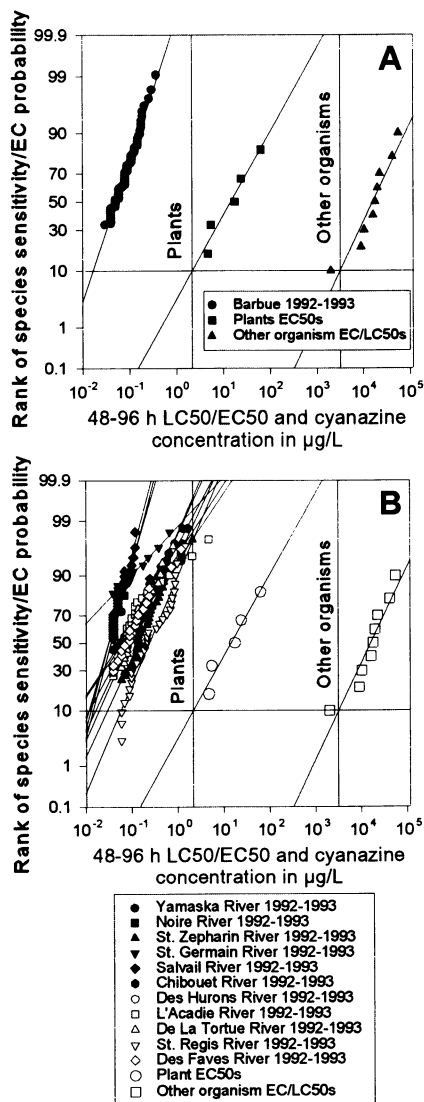 A
Rank of species sensitivity/EC probability
99.9
99
90
70
50
30
10
1
0.1
Plants
Other organisms
Barbue 1992-1993
Plants EC50s
Other organism EC/LC50s
10-2 10-1 100 101 102 103 104 105
48-96 h LC50/EC50 and cyanazine
concentration in µg/L
B
Rank of species sensitivity/EC probability
99.9
99
90
70
50
30
10
1
0.1
Plants
Other organisms
10-2 10-1 100 101 102 103 104 105
48-96 h LC50/EC50 and cyanazine
concentration in µg/L
Yamaska River 1992-1993
Noire River 1992-1993
St. Zepharin River 1992-1993
St. Germain River 1992-1993
Salvail River 1992-1993
Chibouet River 1992-1993
Des Hurons River 1992-1993
L'Acadie River 1992-1993
De La Tortue River 1992-1993
St. Regis River 1992-1993
Des Faves River 1992-1993
Plant EC50s
Other organism EC/LC50s